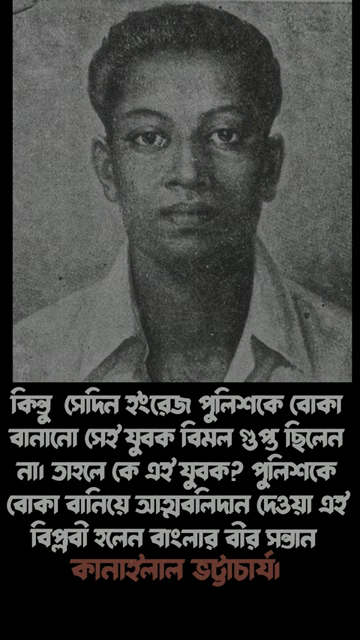 কিন্তু সেদিন ইংরেজ পুলিশকে বোকা
বানানো সেই যুবক বিমল গুপ্ত ছিলেন
না। তাহলে কে এই যুবক? পুলিশকে
বোকা বানিয়ে আত্মবলিদান দেওয়া এই
বিপ্লবী হলেন বাংলার বীর সন্তান
কানাইলাল ভট্টাচার্য।